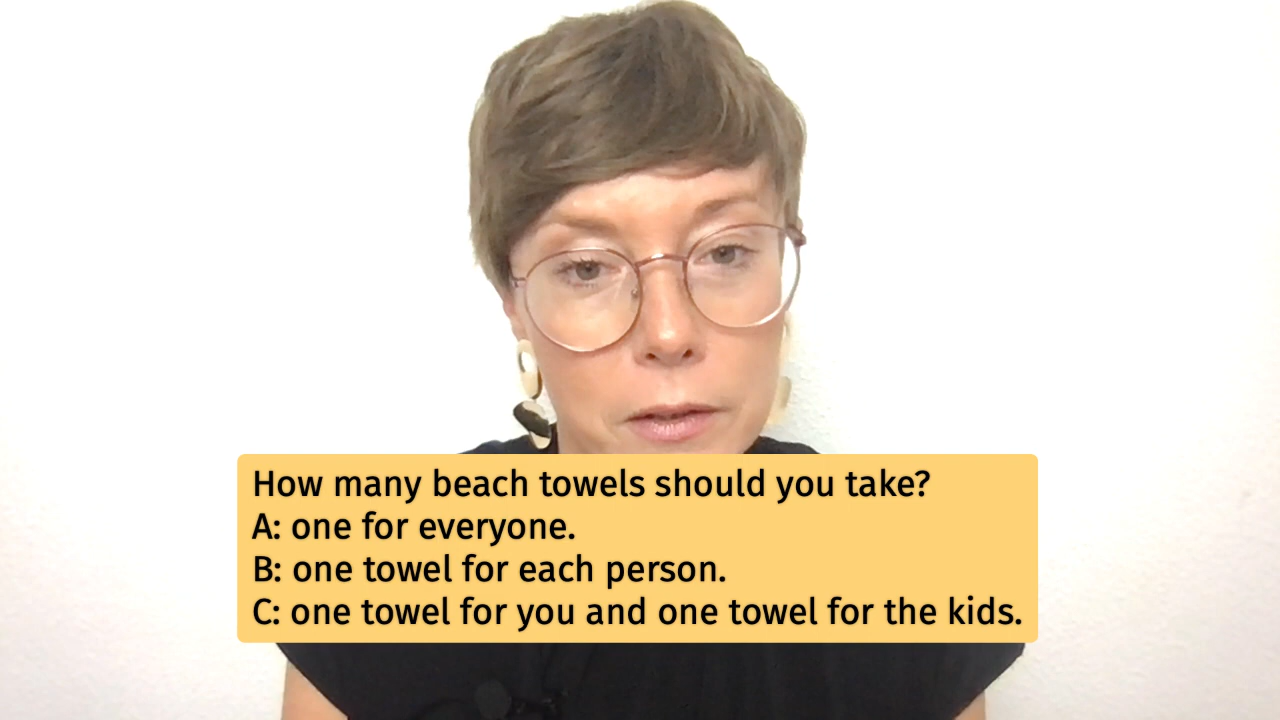 How many beach towels should you take?
A: one for everyone.
B: one towel for each person.
C: one towel for you and one towel for the kids.